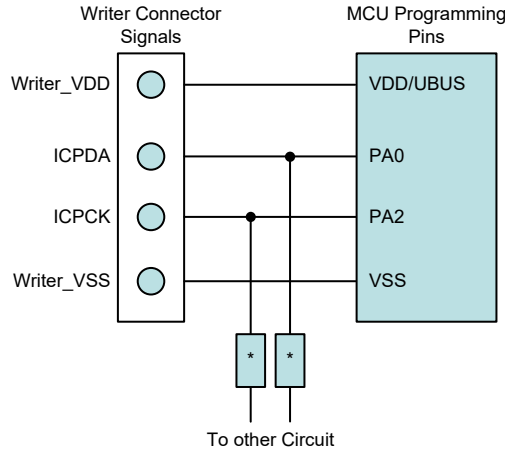 Writer Connector
Signals
MCU Programming
Pins
Writer_VDD
VDD/UBUS
ICPDA
PA0
ICPCK
PA2
Writer_VSS
VSS
* *
To other Circuit